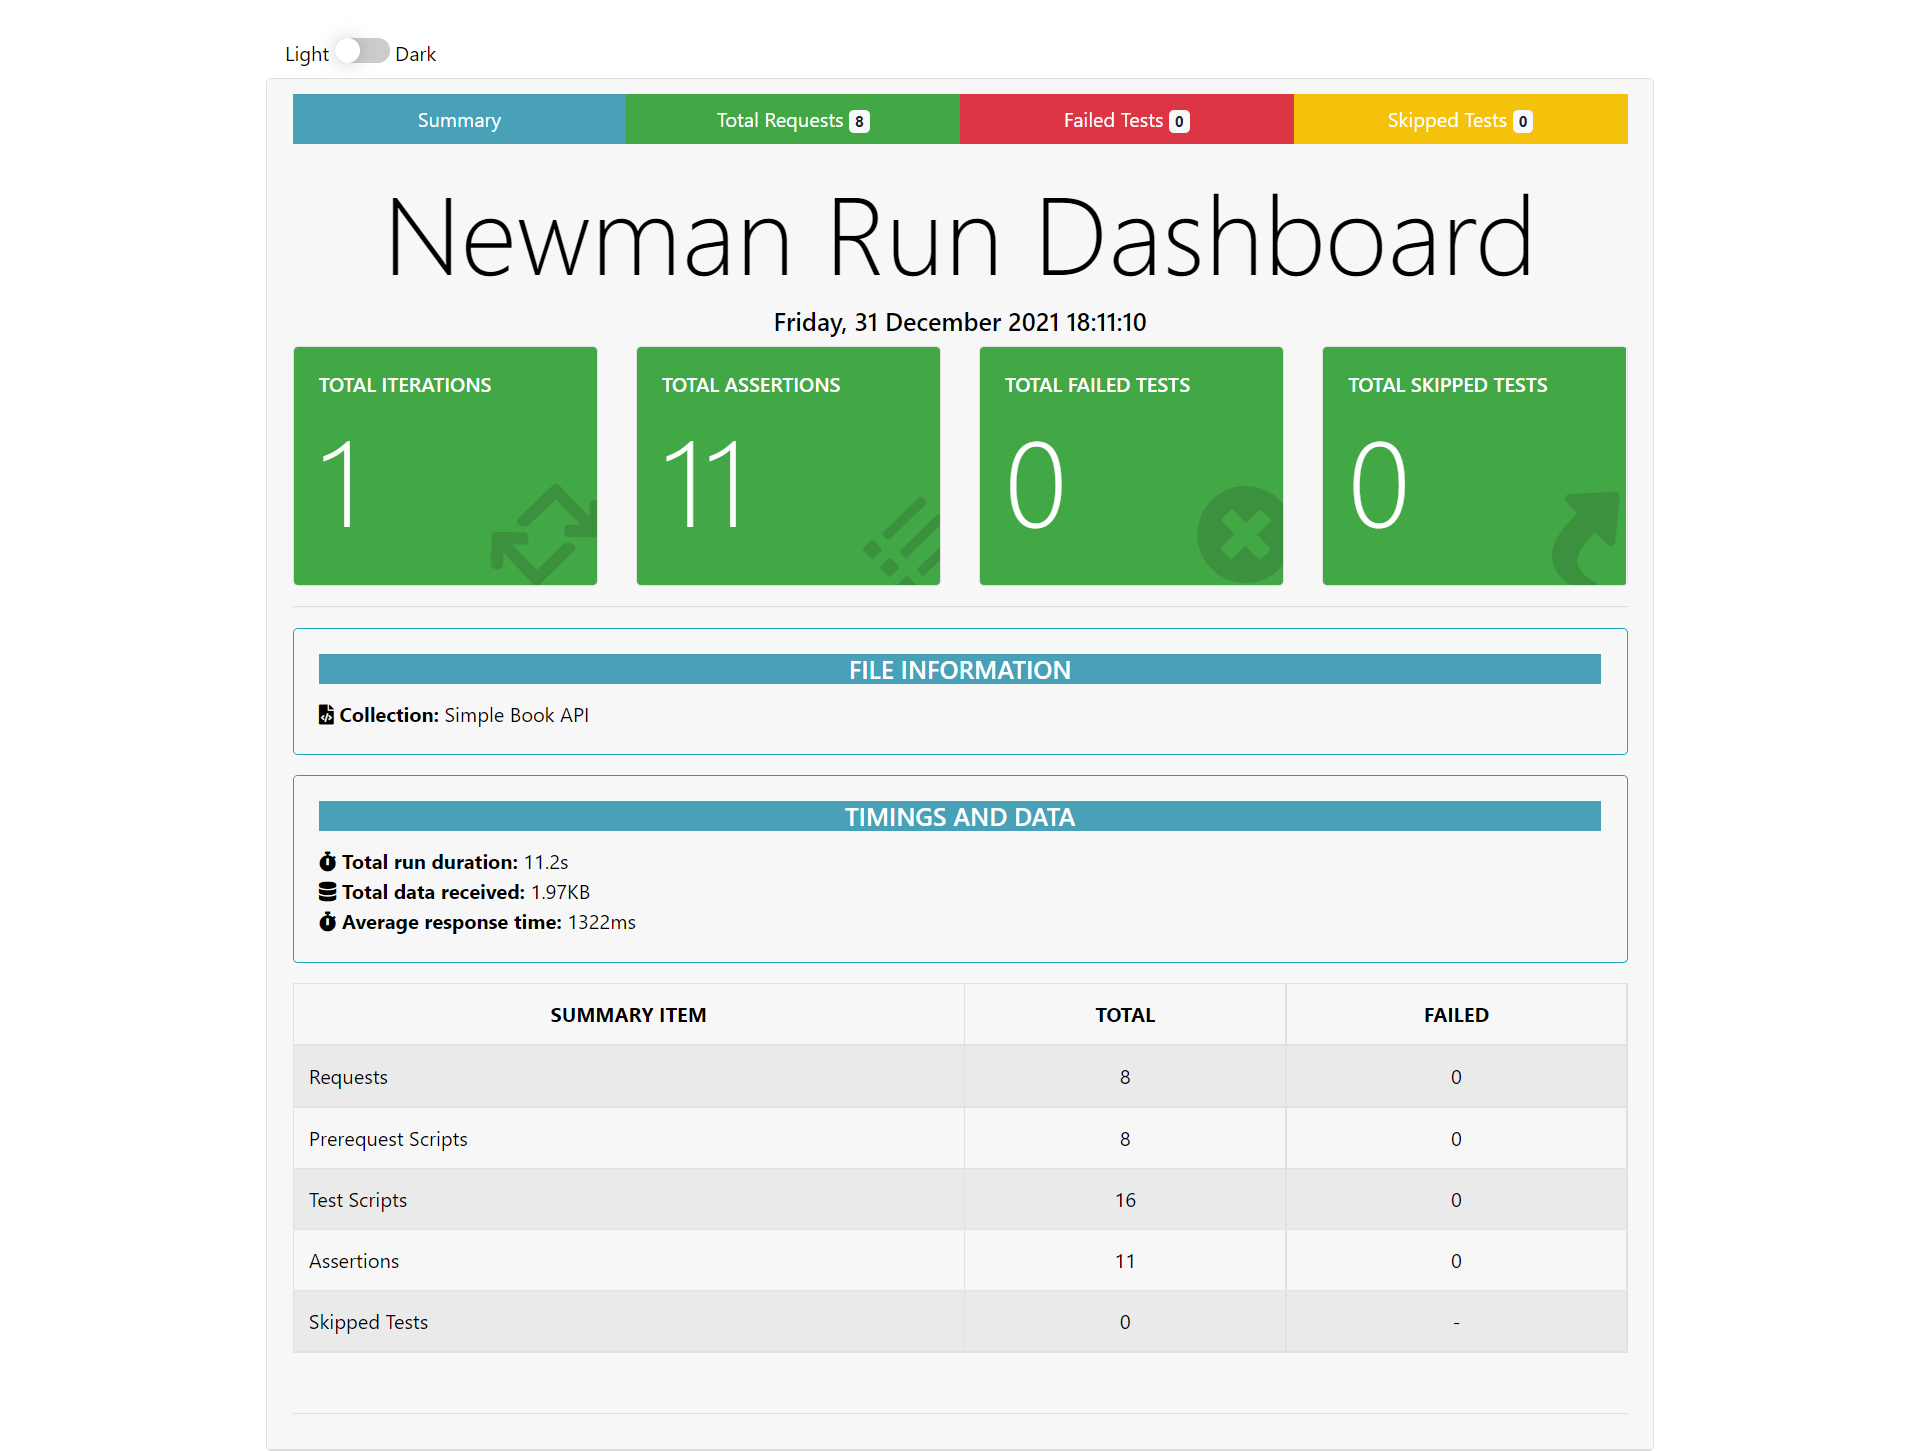 Light Dark
Summary Total Requests 8 Failed Tests 0 Skipped Tests 0
Newman Run Dashboard
Friday, 31 December 2021 18:11:10
TOTAL ITERATIONS TOTAL ASSERTIONS TOTAL FAILED TESTS TOTAL SKIPPED TESTS
1 11 0 0
FILE INFORMATION
Collection: Simple Book API
TIMINGS AND DATA
Total run duration: 11.2s
Total data received: 1.97KB
Average response time: 1322ms
SUMMARY ITEM TOTAL FAILED
Requests 8 0
Prerequest Scripts 8 0
Test Scripts 16 0
Assertions 11 0
Skipped Tests 0 -